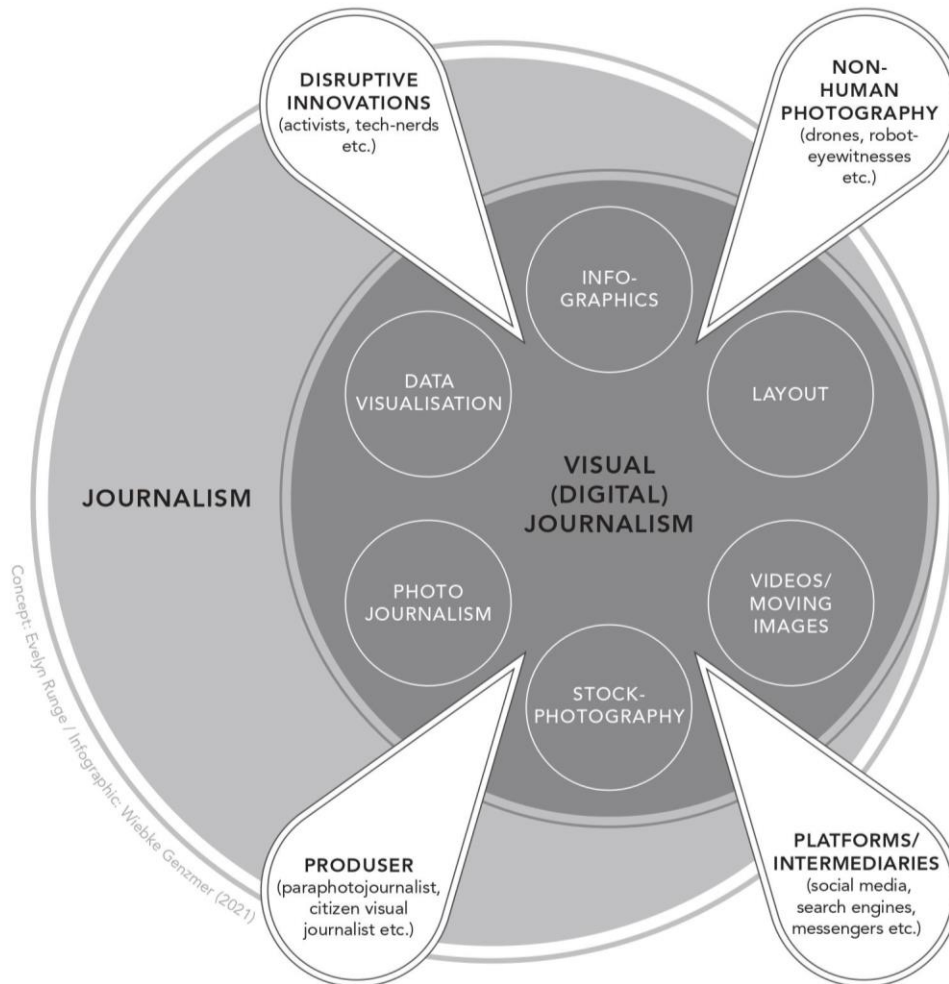 DISRUPTIVE
INNOVATIONS
(activists, tech-nerds
etc.)
NON-
HUMAN
PHOTOGRAPHY
(drones, robot-
eyewitnesses
etc.)
INFO-
GRAPHICS
DATA
VISUALISATION
LAYOUT
JOURNALISM
VISUAL
(DIGITAL)
JOURNALISM
PHOTO
JOURNALISM
VIDEOS/
MOVING
IMAGES
STOCK-
PHOTOGRAPHY
PRODUSER
(paraphotojournalist,
citizen visual
journalist etc.)
PLATFORMS/
INTERMEDIARIES
(social media,
search engines,
messengers etc.)
Concept: Evelyn Runge / Infographic: Wiebke Genzmer (2021)